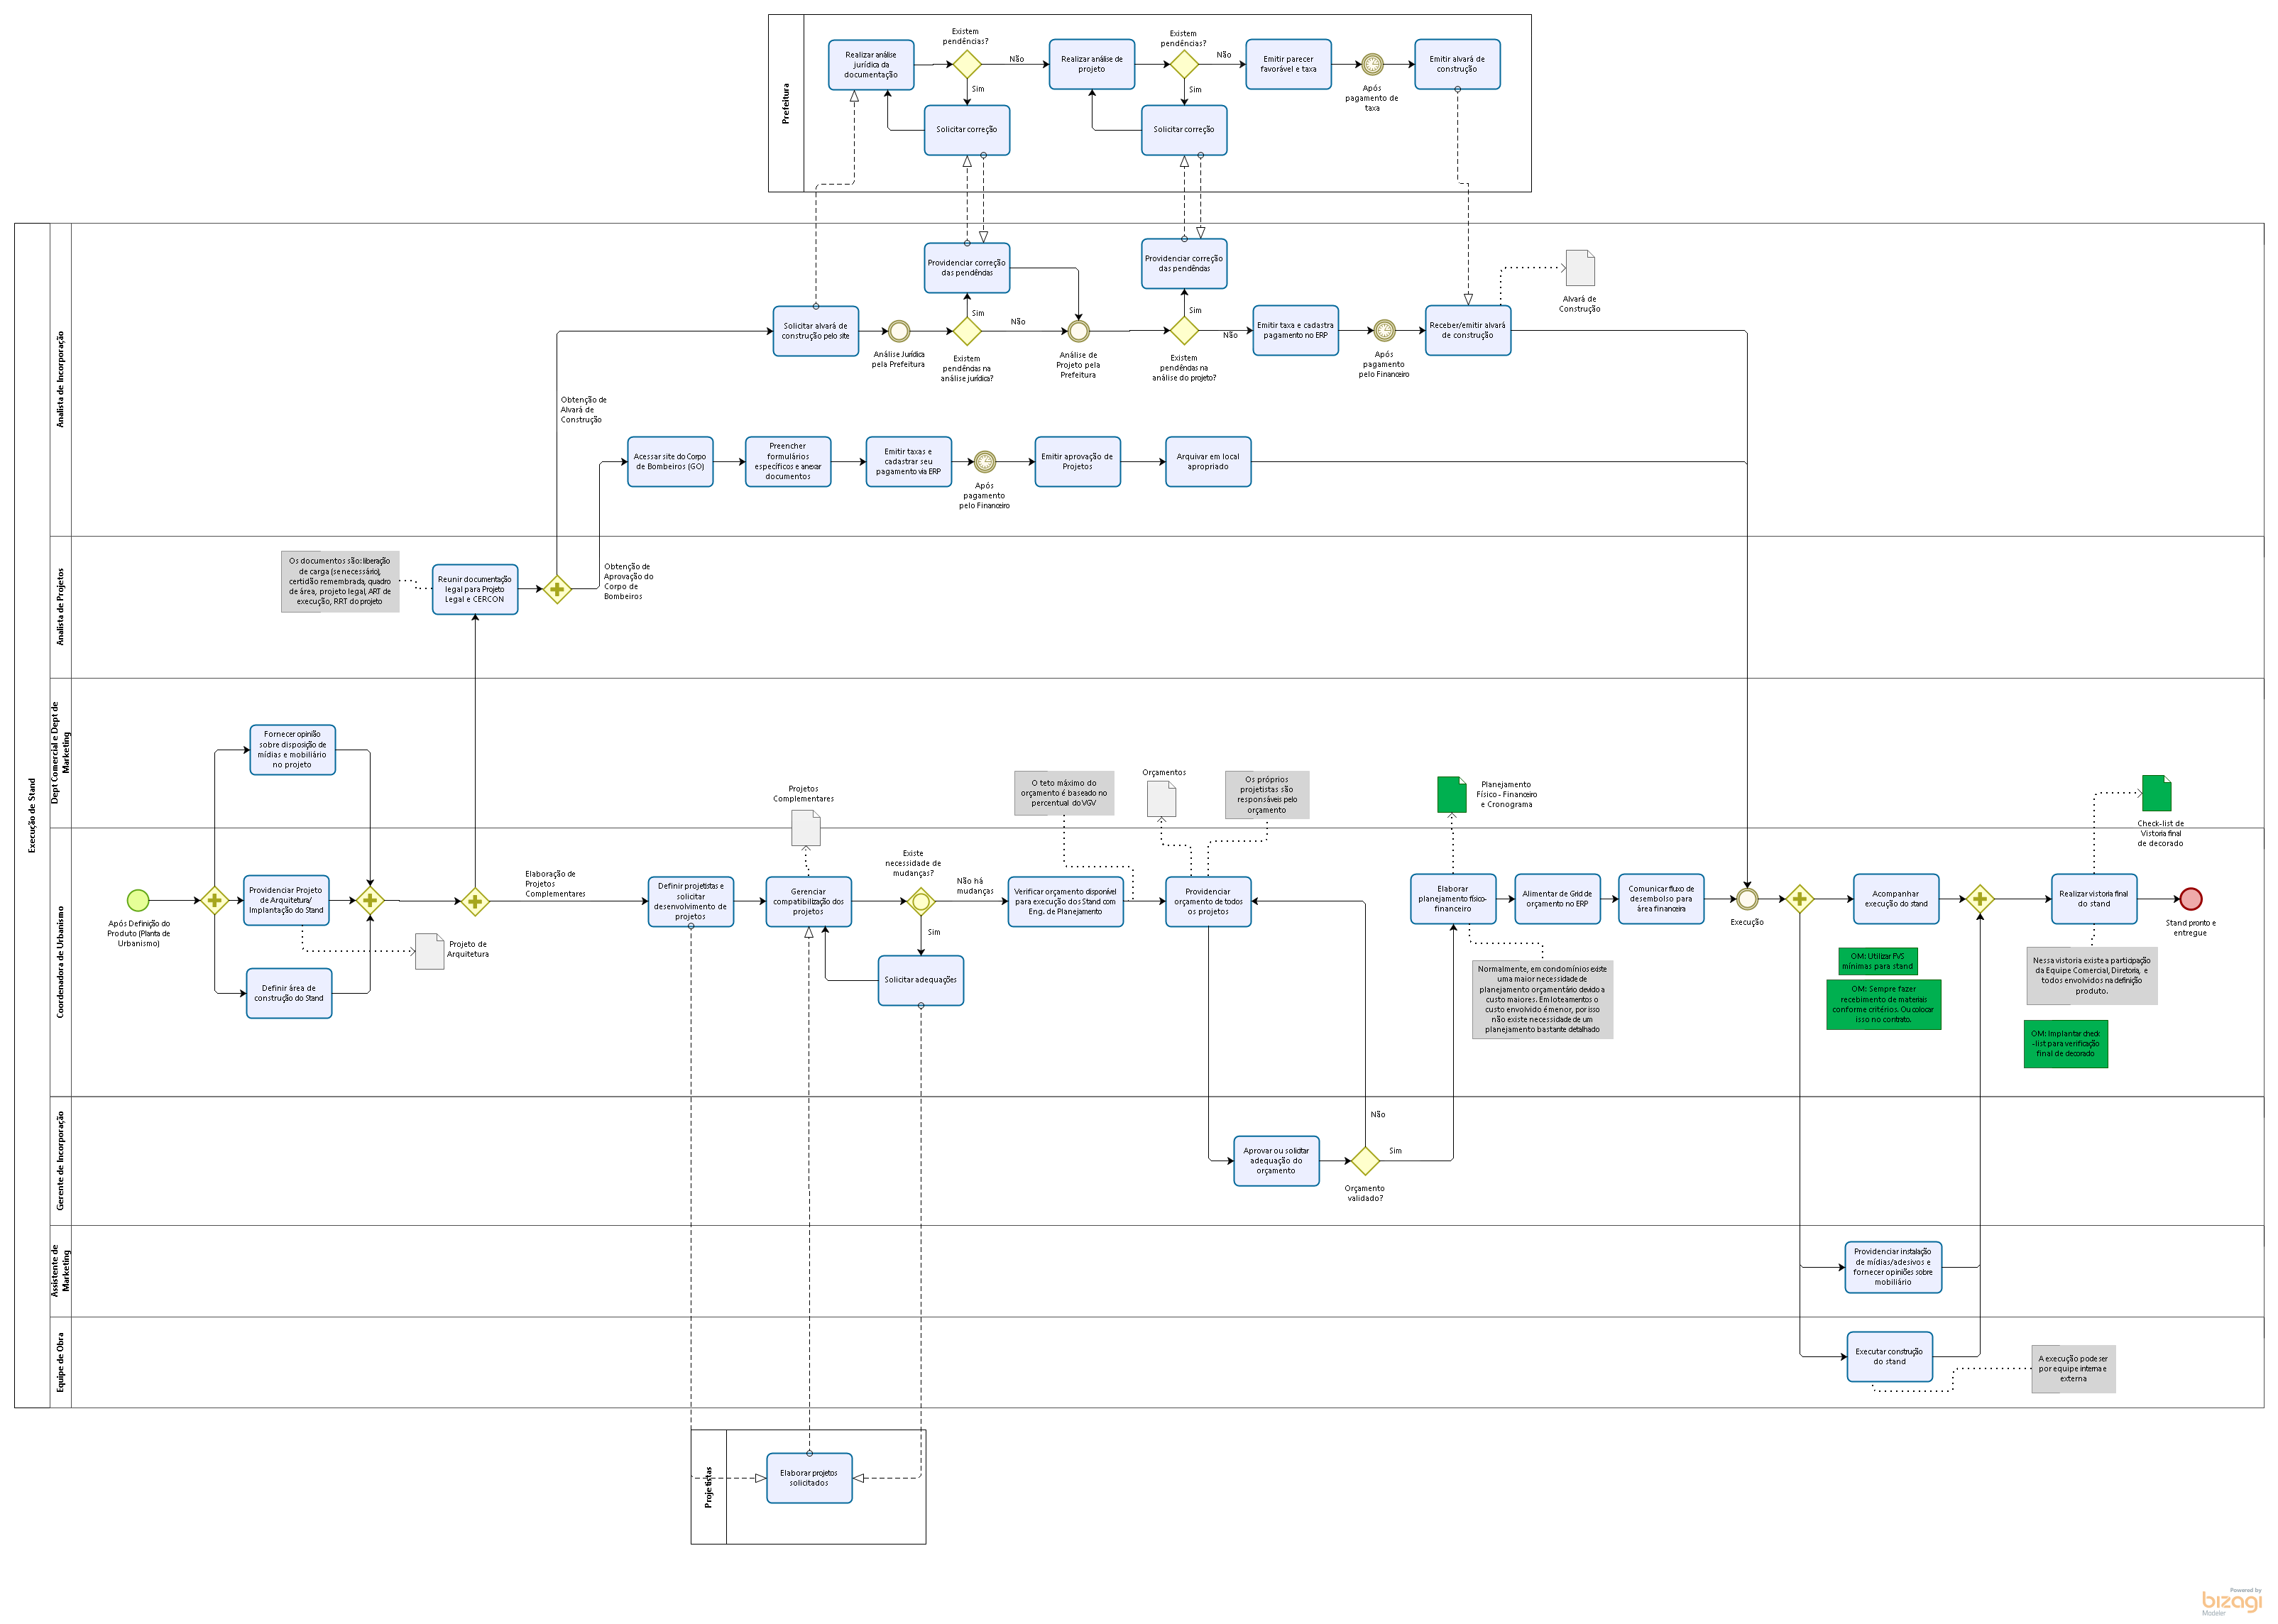 Prefeitura
Realizar análise
jurídica da
documentação
Existem
pendências?
Não
Sim
Solicitar correção
Realizar análise de
projeto
Existem
pendências?
Não
Sim
Solicitar correção
Emitir parecer
favorável e taxa
Após
pagamento de
taxa
Emitir alvará de
construção
Execução de Stand
Analista de Incorporação
Solicitar alvará de
construção pelo site
Análise Jurídica
pela Prefeitura
Providenciar correção
das pendências
Sim
Não
Existem
pendências na
análise jurídica?
Análise de
Projeto pela
Prefeitura
Providenciar correção
das pendências
Sim
Não
Existem
pendências na
análise do projeto?
Emitir taxa e cadastra
pagamento no ERP
Após
pagamento
pelo Financeiro
Receber/emitir alvará
de construção
Alvará de
Construção
Obtenção de
Alvará de
Construção
Acessar site do Corpo
de Bombeiros (GO)
Preencher
formulários
específicos e anexar
documentos
Emitir taxas e
cadastrar seu
pagamento via ERP
Após
pagamento
pelo Financeiro
Emitir aprovação de
Projetos
Arquivar em local
apropriado
Analista de Projetos
Os documentos são: liberação
de carga (se necessário),
certidão remembrada, quadro
de área, projeto legal, ART de
execução, RRT do projeto
Reunir documentação
legal para Projeto
Legal e CERCON
Obtenção de
Aprovação do
Corpo de
Bombeiros
Dept Comercial e Dept de
Marketing
Fornecer opinião
sobre disposição de
mídias e mobiliário
no projeto
Projetos
Complementares
O teto máximo do
orçamento é baseado no
percentual do VGV
Orçamentos
Os próprios
projetistas são
responsáveis pelo
orçamento
Planejamento
Físico - Financeiro
e Cronograma
Check-list de
Vistoria final
de decorado
Coordenadora de Urbanismo
Após Definição do
Produto (Planta de
Urbanismo)
Providenciar Projeto
de Arquitetura/
Implantação do Stand
Projeto de
Arquitetura
Definir área de
construção do Stand
Elaboração de
Projetos
Complementares
Definir projetistas e
solicitar
desenvolvimento de
projetos
Gerenciar
compatibilização dos
projetos
Existe
necessidade de
mudanças?
Não há
mudanças
Sim
Solicitar adequações
Verificar orçamento disponível
para execução dos Stand com
Eng. de Planejamento
Providenciar
orçamento de todos
os projetos
Elaborar
planejamento físico-
financeiro
Normalmente, em condomínios existe
uma maior necessidade de
planejamento orçamentário devido a
custo maiores. Em loteamentos o
custo envolvido é menor, por isso
não existe necessidade de um
planejamento bastante detalhado
Alimentar de Grid de
orçamento no ERP
Comunicar fluxo de
desembolso para
área financeira
Execução
Acompanhar
execução do stand
OM: Utilizar FVS
mínimas para stand
OM: Sempre fazer
recebimento de materiais
conforme critérios. Ou colocar
isso no contrato.
Realizar vistoria final
do stand
Stand pronto e
entregue
Nessa vistoria existe a participação
da Equipe Comercial, Diretoria, e
todos envolvidos na definição
produto.
OM: Implantar check
-list para verificação
final de decorado
Gerente de Incorporação
Aprovar ou solicitar
adequação do
orçamento
Não
Sim
Orçamento
validado?
Assistente de
Marketing
Providenciar instalação
de mídias/adesivos e
fornecer opiniões sobre
mobiliário
Equipe de Obra
Executar construção
do stand
A execução pode ser
por equipe interna e
externa
Projetistas
Elaborar projetos
solicitados
Powered by
bizagi
Modeler